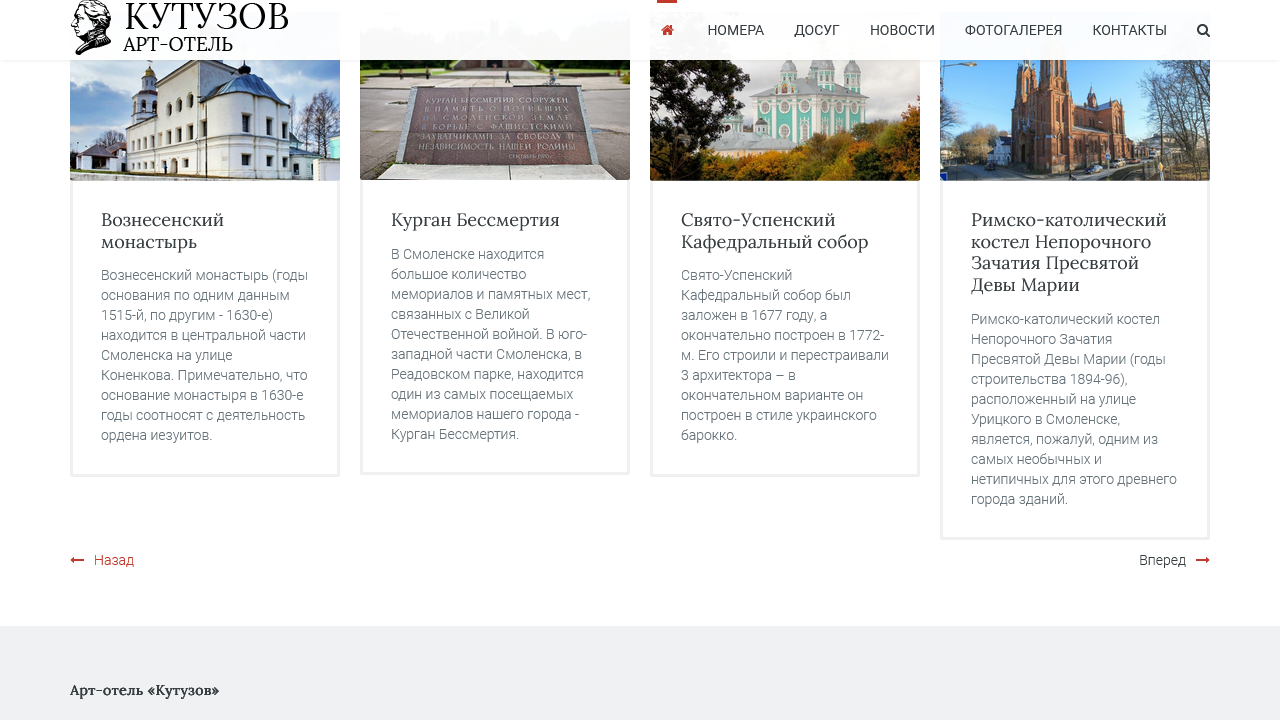 КУТУЗОВ
АРТ-ОТЕЛЬ
НОМЕРА
ДОСУГ
НОВОСТИ
ФОТОГАЛЕРЕЯ
КОНТАКТЫ
КУРГАН БЕССМЕРТИЯ СООРУЖЕН
В ПАМЯТЬ О ПОГИБШИХ
НА СМОЛЕНСКОЙ ЗЕМЛЕ
В БОРЬБЕ С ФАШИСТСКИМИ
ЗАХВАТЧИКАМИ ЗА СВОБОДУ И
НЕЗАВИСИМОСТЬ НАШЕЙ РОДИНЫ.
Вознесенский
монастырь
Вознесенский монастырь (годы
основания по одним данным
1515-й, по другим - 1630-е)
находится в центральной части
Смоленска на улице
Коненкова. Примечательно, что
основание монастыря в 1630-е
годы соотносят с деятельность
ордена иезуитов.
Курган Бессмертия
В Смоленске находится
большое количество
мемориалов и памятных мест,
связанных с Великой
Отечественной войной. В юго-
западной части Смоленска, в
Реадовском парке, находится
один из самых посещаемых
мемориалов нашего города -
Курган Бессмертия.
Свято-Успенский
Кафедральный собор
Свято-Успенский
Кафедральный собор был
заложен в 1677 году, а
окончательно построен в 1772-
м. Его строили и перестраивали
3 архитектора – в
окончательном варианте он
построен в стиле украинского
барокко.
Римско-католический
костел Непорочного
Зачатия Пресвятой
Девы Марии
Римско-католический костел
Непорочного Зачатия
Пресвятой Девы Марии (годы
строительства 1894-96),
расположенный на улице
Урицкого в Смоленске,
является, пожалуй, одним из
самых необычных и
нетипичных для этого древнего
города зданий.
Назад
Вперед
Арт-отель «Кутузов»